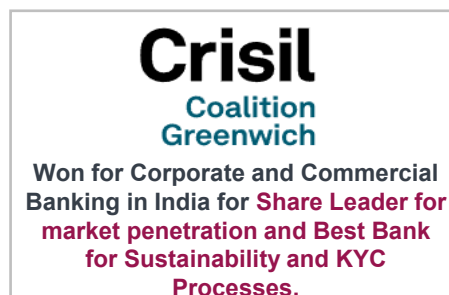 Crisil
Coalition
Greenwich
Won for Corporate and Commercial
Banking in India for Share Leader for
market penetration and Best Bank
for Sustainability and KYC
Processes.